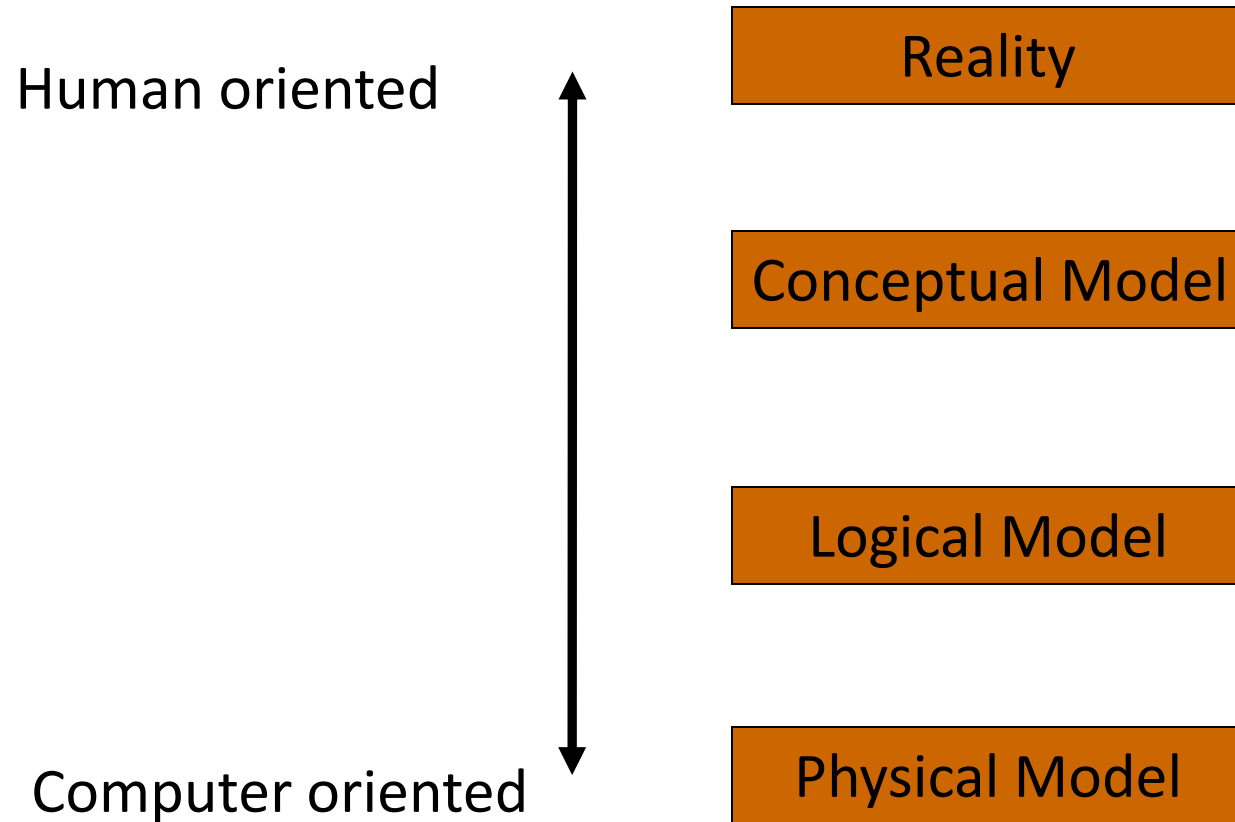 Reality
Human oriented
Conceptual Model
Logical Model
Physical Model
Computer oriented